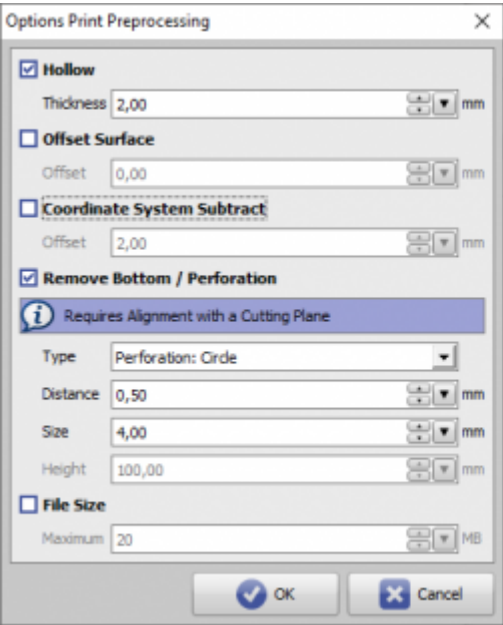 Options Print Preprocessing
Hollow
Thickness 2,00 mm
Offset Surface
Offset 0,00 mm
Coordinate System Subtract
Offset 2,00 mm
Remove Bottom / Perforation
Requires Alignment with a Cutting Plane
Type Perforation: Circle
Distance 0,50 mm
Size 4,00 mm
Height 100,00 mm
File Size
Maximum 20 MB
OK Cancel